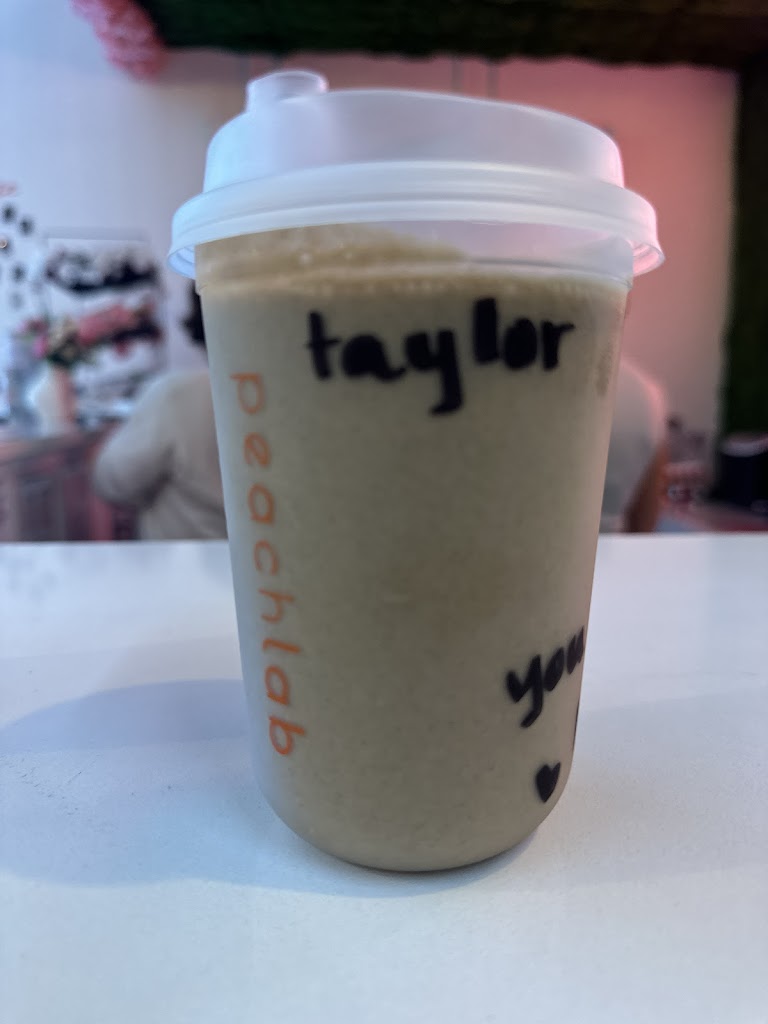 taylor
peachlab
you
♥